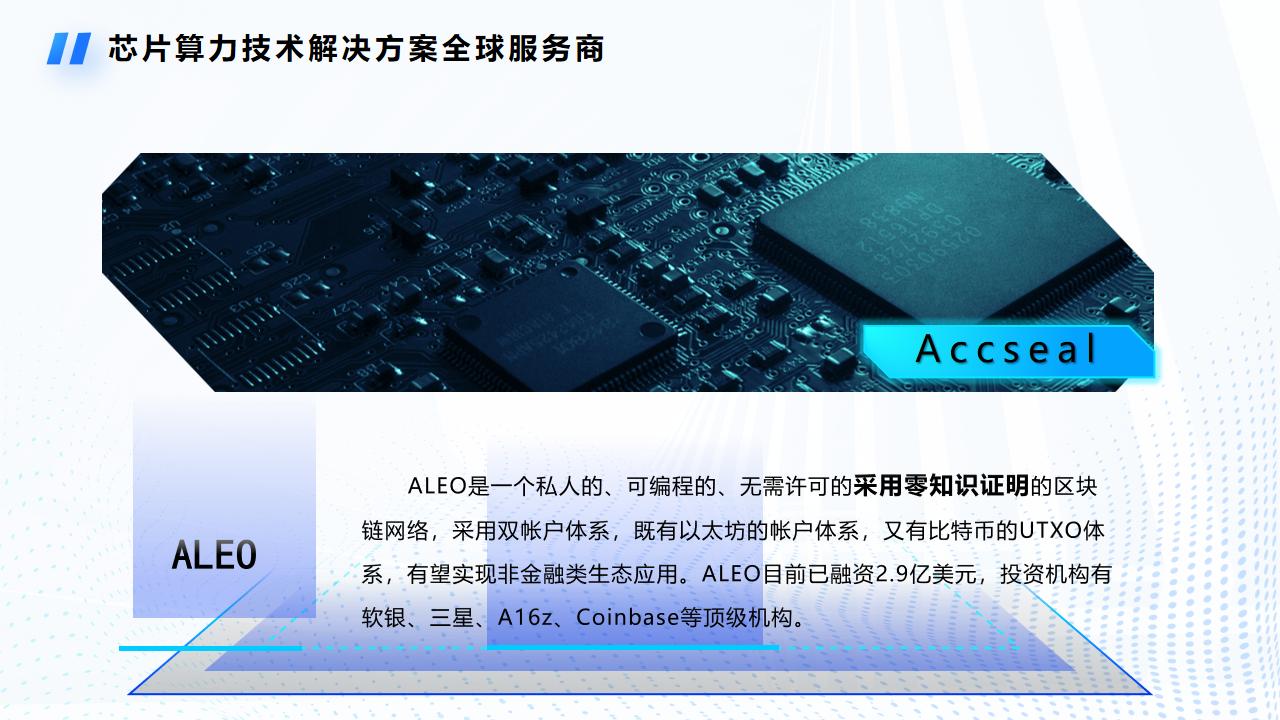 芯片算力技术解决方案全球服务商
Accseal
ALEO是一个私人的、可编程的、无需许可的采用零知识证明的区块
链网络，采用双帐户体系，既有以太坊的帐户体系，又有比特币的UTXO体
系，有望实现非金融类生态应用。ALEO目前已融资2.9亿美元，投资机构有
软银、三星、A16z、Coinbase等顶级机构。
ALEO